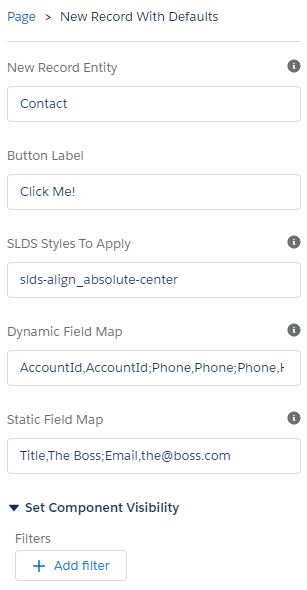 Page > New Record With Defaults
New Record Entity
Contact
Button Label
Click Me!
SLDS Styles To Apply
slds-align_absolute-center
Dynamic Field Map
AccountId,AccountId;Phone,Phone;Phone,
Static Field Map
Title,The Boss;Email,the@boss.com
Set Component Visibility
Filters
+ Add filter